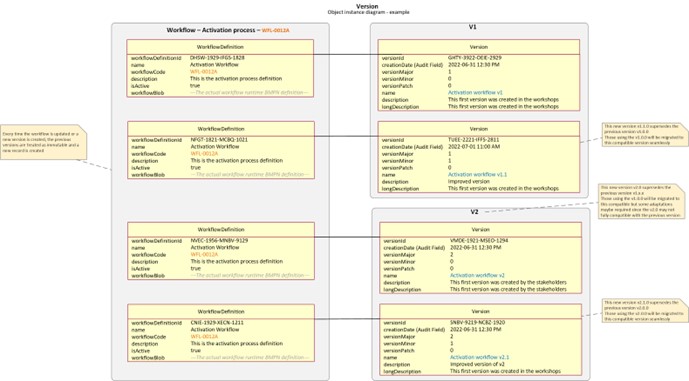 Version
Object instance diagram - example
Workflow – Activation process – WFL-0012A
WorkflowDefinition
workflowDefinitionId DHSW-1929-IFGS-1828
name Activation Workflow
workflowCode WFL-0012A
description This is the activation process definition
isActive true
workflowBlob ---The actual workflow runtime BMPN definition---
WorkflowDefinition
workflowDefinitionId NFGT-1821-MCBQ-1021
name Activation Workflow
workflowCode WFL-0012A
description This is the activation process definition
isActive true
workflowBlob ---The actual workflow runtime BMPN definition---
WorkflowDefinition
workflowDefinitionId NVEC-1956-MNBV-9129
name Activation Workflow
workflowCode WFL-0012A
description This is the activation process definition
isActive true
workflowBlob ---The actual workflow runtime BMPN definition---
WorkflowDefinition
workflowDefinitionId CNIE-1929-XECN-1211
name Activation Workflow
workflowCode WFL-0012A
description This is the activation process definition
isActive true
workflowBlob ---The actual workflow runtime BMPN definition---
V1
Version
versionId GHTY-3922-DEIE-2929
creationDate (Audit Field) 2022-06-31 12:30 PM
versionMajor 1
versionMinor 0
versionPatch 0
name Activation workflow v1
description This first version was created in the workshops
longDescription This first version was created in the workshops
Version
versionId TUEE-2223-IFFS-2811
creationDate (Audit Field) 2022-07-01 11:00 AM
versionMajor 1
versionMinor 1
versionPatch 0
name Activation workflow v1.1
description Improved version
longDescription This first version was created in the workshops
V2
Version
versionId VMDE-1921-MSED-1294
creationDate (Audit Field) 2022-06-31 12:30 PM
versionMajor 2
versionMinor 0
versionPatch 0
name Activation workflow v2
description This first version was created by the stakeholders
longDescription This first version was created by the stakeholders
Version
versionId SNBV-9219-NCBZ-1920
creationDate (Audit Field) 2022-06-31 12:30 PM
versionMajor 2
versionMinor 1
versionPatch 0
name Activation workflow v2.1
description Improved version of v2
longDescription This first version was created in the workshops
Every time the workflow is updated or a
new version is created, the previous
versions are treated as immutable and a
new record is created
This new version v1.1.0 supersedes the
previous version v1.0.0
Those using the v1.0.0 will be migrated to
this compatible version seamlessly
This new version v2.0 supersedes the
previous version v1.x.x
Those using the v1.0.0 will be migrated to
this compatible but some adaptations
maybe required since the v2.0 may not
fully compatible with the previous version
This new version v2.1.0 supersedes the
previous version v2.0.0
Those using the v2.0.0 will be migrated to
this compatible version seamlessly